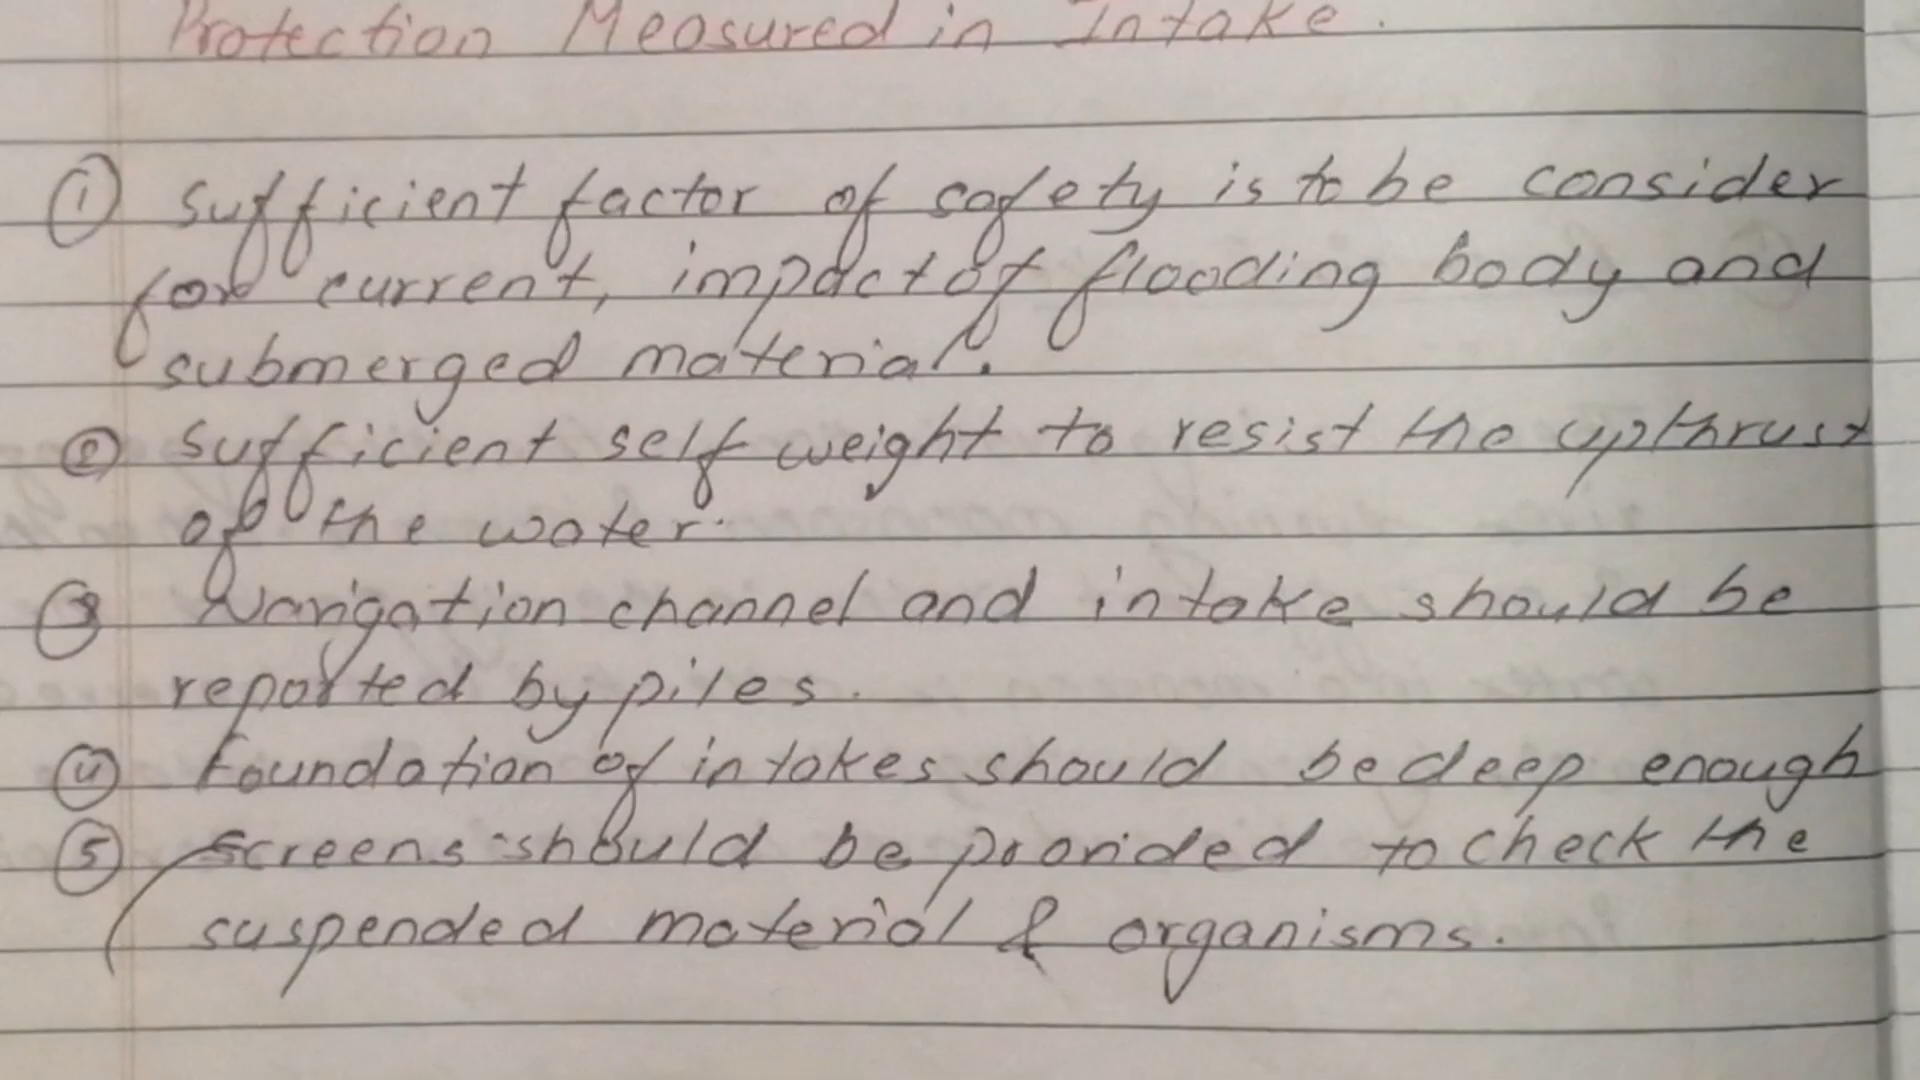 Protection Measured in Intake.
① Sufficient factor of safety is to be consider
for current, impact of flooding body and
submerged material.
② Sufficient self weight to resist the upthrust
of the water.
③ Navigation channel and intake should be
reported by piles.
④ Foundation of intakes should be deep enough
⑤ Screens should be provided to check the
suspended material & organisms.